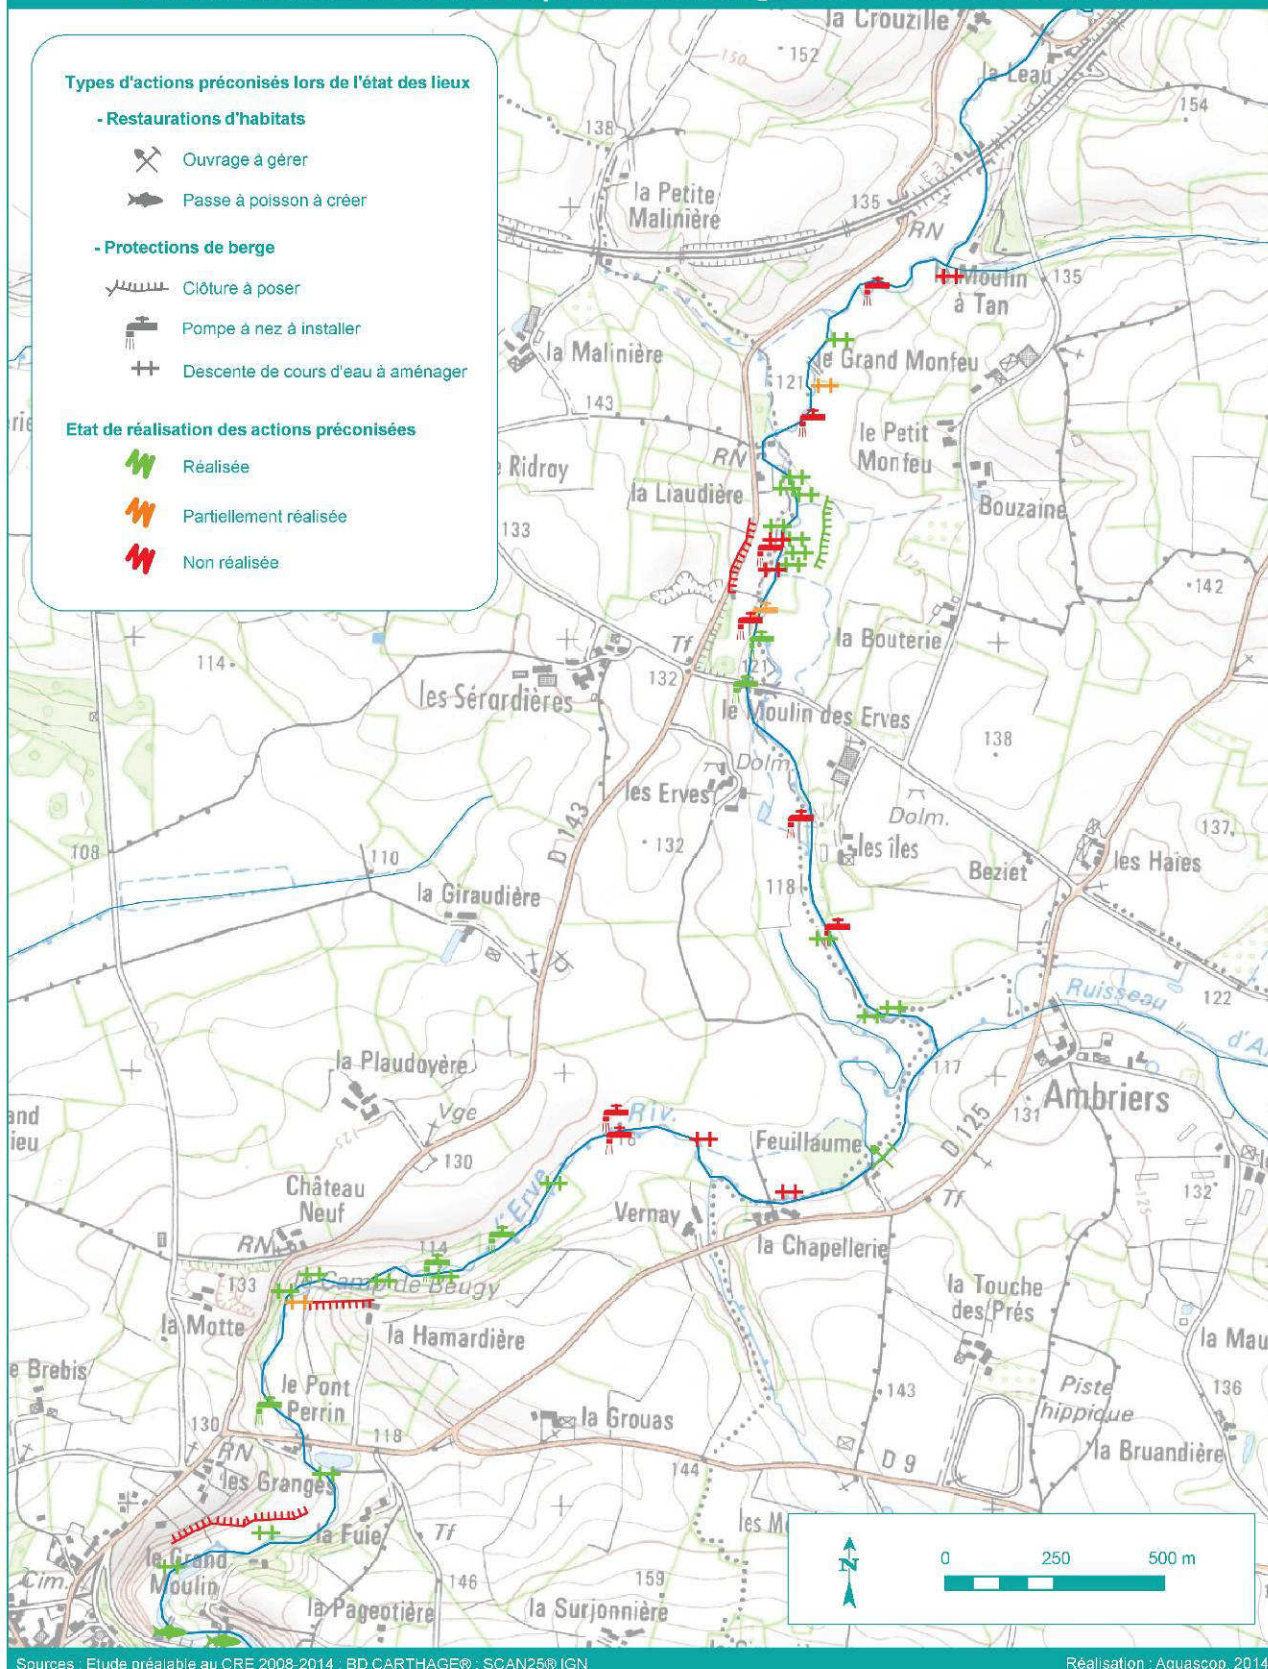 la Crouzille
la Leau
150
152
154
Types d'actions préconisés lors de l'état des lieux
- Restaurations d'habitats
Ouvrage à gérer
Passe à poisson à créer
- Protections de berge
Clôture à poser
Pompe à nez à installer
Descente de cours d'eau à aménager
Etat de réalisation des actions préconisées
Réalisée
Partiellement réalisée
Non réalisée
138
la Petite
Malinière
135
RN
le Moulin
à Tan
135
la Malinière
le Grand Monfeu
121
143
le Petit
Monfeu
RN
Ridray
la Liaudière
Bouzaine
133
125
142
la Bouterie
Tf
114
132
121
les Sérardières
le Moulin des Erves
138
Dolm.
les Erves
D 143
Dolm.
132
137
108
110
les îles
les Haies
Beziet
la Giraudière
118
Ruisseau
122
la Plaudoyère
117
Ambriers
Vge
125
Riv.
131
D 125
Feuillaume
130
Château
Neuf
l'Erve
Vernay
Tf
125
132
RN
la Chapellerie
114
133
Camp de Beugy
la Touche
des Prés
la Motte
la Hamardière
la Mau
e Brebis
le Pont
Perrin
143
Piste
hippique
136
130
la Grouas
118
RN
la Bruandière
les Granges
144
D 9
les M
la Fuie
Tf
le Grand
Moulin
Cim.
146
159
la Pageotière
la Surjonnière
N
0 250 500 m
Sources : Etude préalable au CRE 2008-2014 ; BD CARTHAGE® ; SCAN25® IGN
Réalisation : Aquascop, 2014